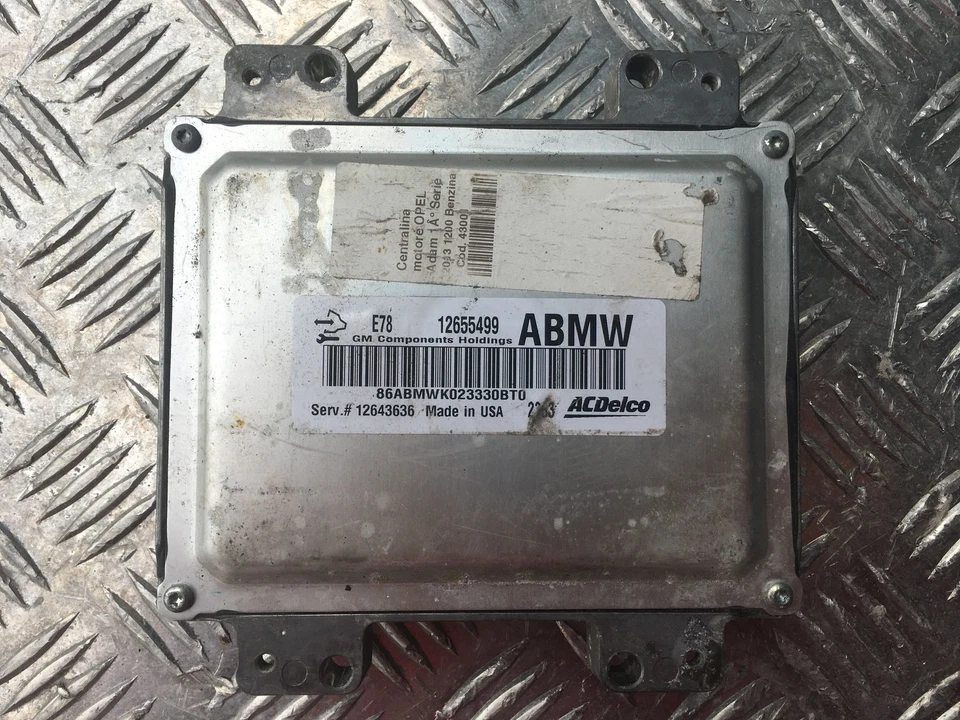 Centralina
motore OPEL
Adam 1Â° Serie
2013 1200 Benzina
Cod. 4300
E78 12655499 ABMW
GM Components Holdings
86ABMWK023330BT0
Serv.# 12643636 Made in USA ACDelco